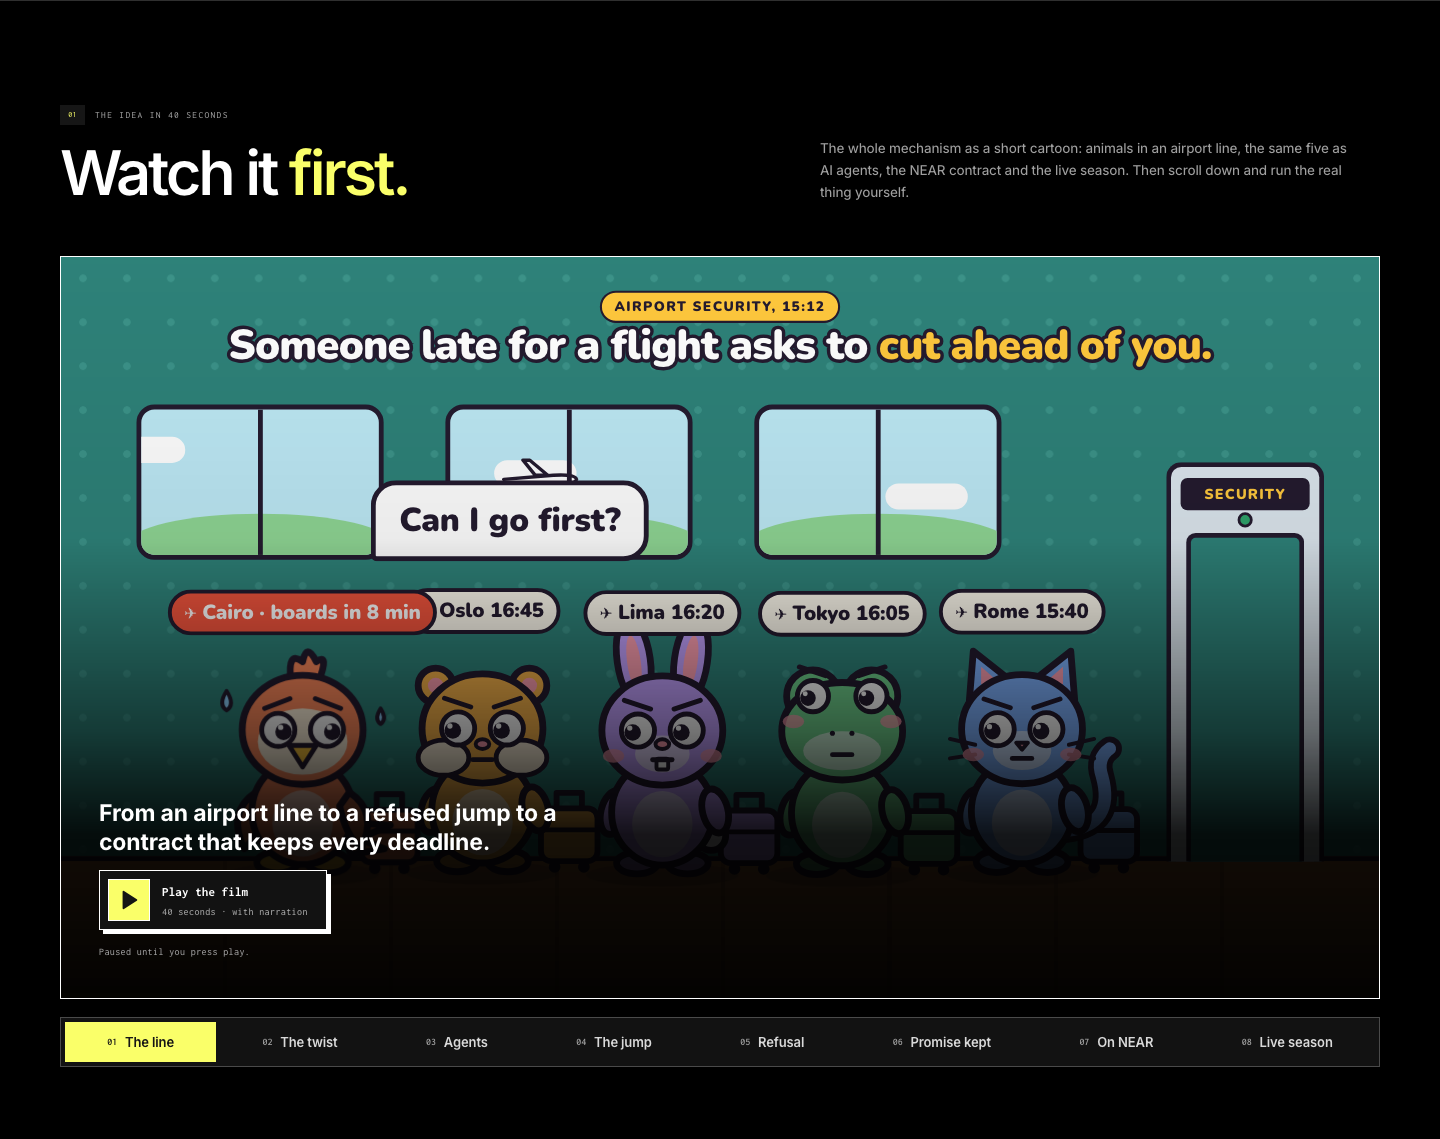 01 THE IDEA IN 40 SECONDS
Watch it first.
The whole mechanism as a short cartoon: animals in an airport line, the same five as
AI agents, the NEAR contract and the live season. Then scroll down and run the real
thing yourself.
AIRPORT SECURITY, 15:12
Someone late for a flight asks to cut ahead of you.
SECURITY
Can I go first?
✈ Cairo · boards in 8 min
Oslo 16:45
✈ Lima 16:20
✈ Tokyo 16:05
✈ Rome 15:40
From an airport line to a refused jump to a
contract that keeps every deadline.
Play the film
40 seconds · with narration
Paused until you press play.
01 The line
02 The twist
03 Agents
04 The jump
05 Refusal
06 Promise kept
07 On NEAR
08 Live season